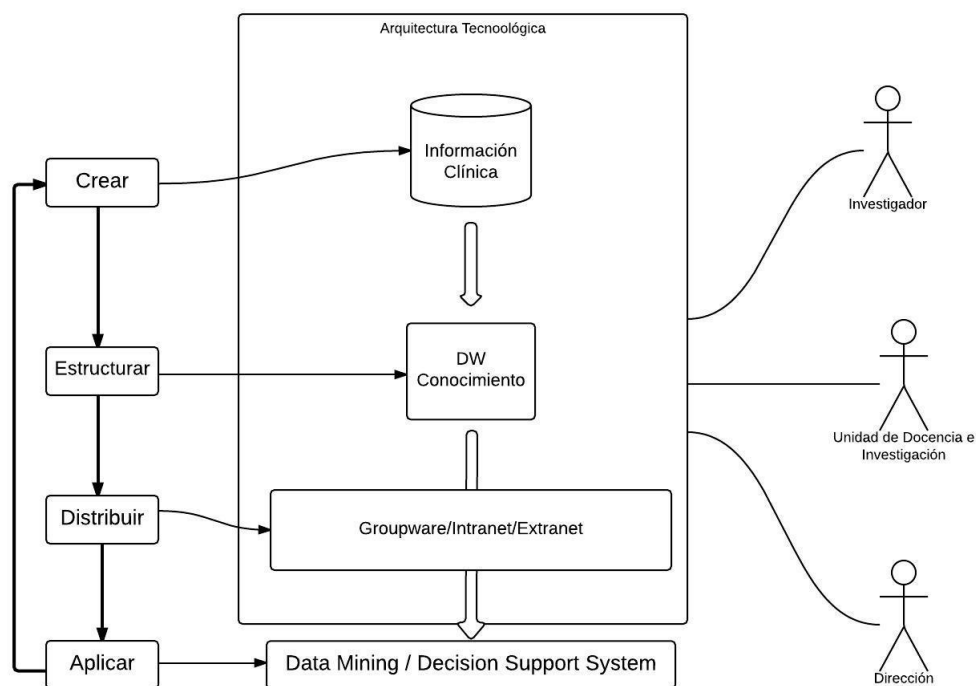 Arquitectura Tecnoológica
Información
Clínica
Crear
Investigador
Estructurar
DW
Conocimiento
Unidad de Docencia e
Investigación
Distribuir
Groupware/Intranet/Extranet
Aplicar
Data Mining / Decision Support System
Dirección